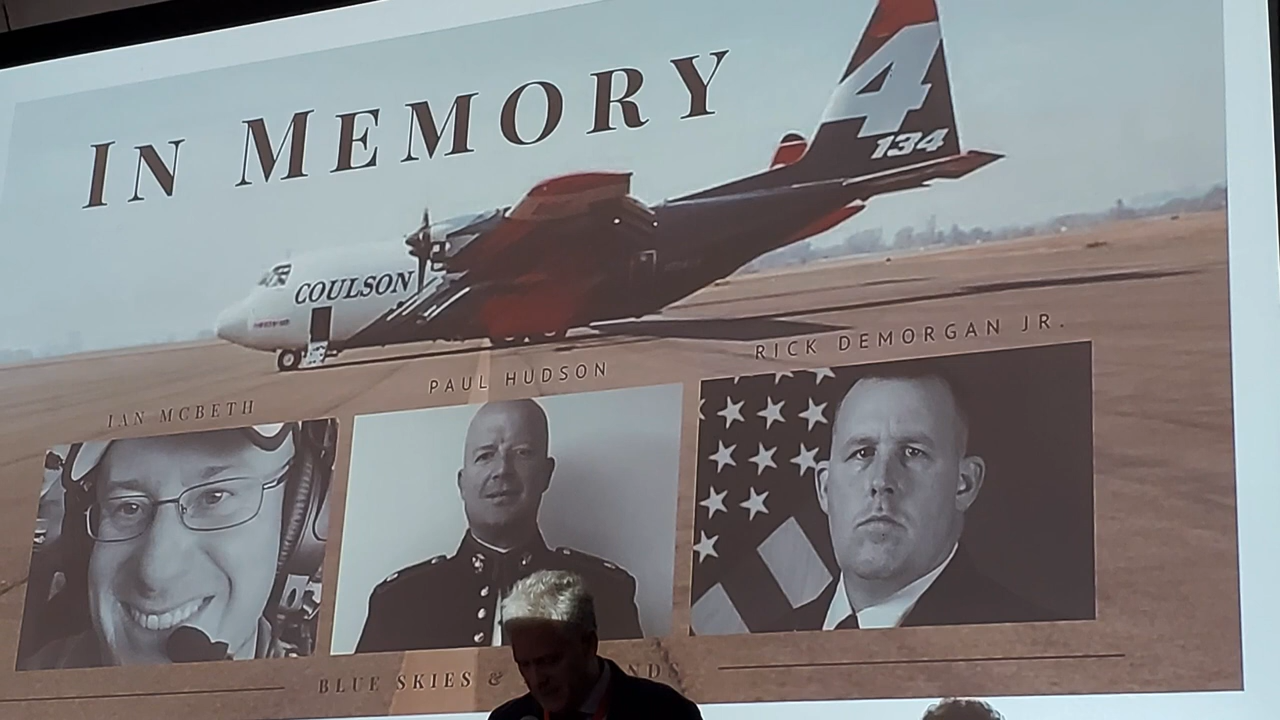 IN MEMORY
4
134
COULSON
IAN MCBETH
PAUL HUDSON
RICK DEMORGAN JR.
BLUE SKIES &